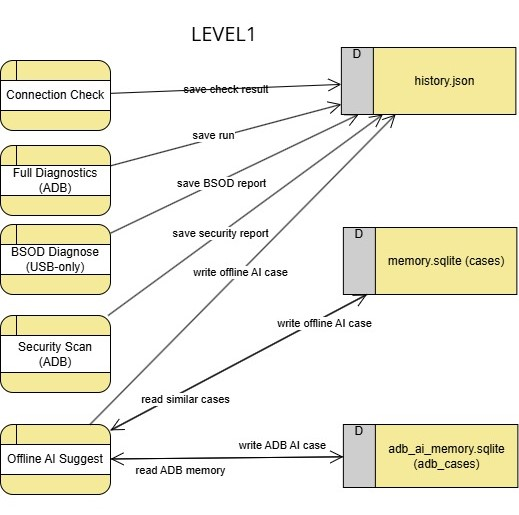 LEVEL1
D
history.json
Connection Check
save check result
save run
Full Diagnostics
(ADB)
save BSOD report
save security report
D
BSOD Diagnose
(USB-only)
memory.sqlite (cases)
write offline AI case
write offline AI case
Security Scan
(ADB)
read similar cases
D
Offline AI Suggest
write ADB AI case
read ADB memory
adb_ai_memory.sqlite
(adb_cases)